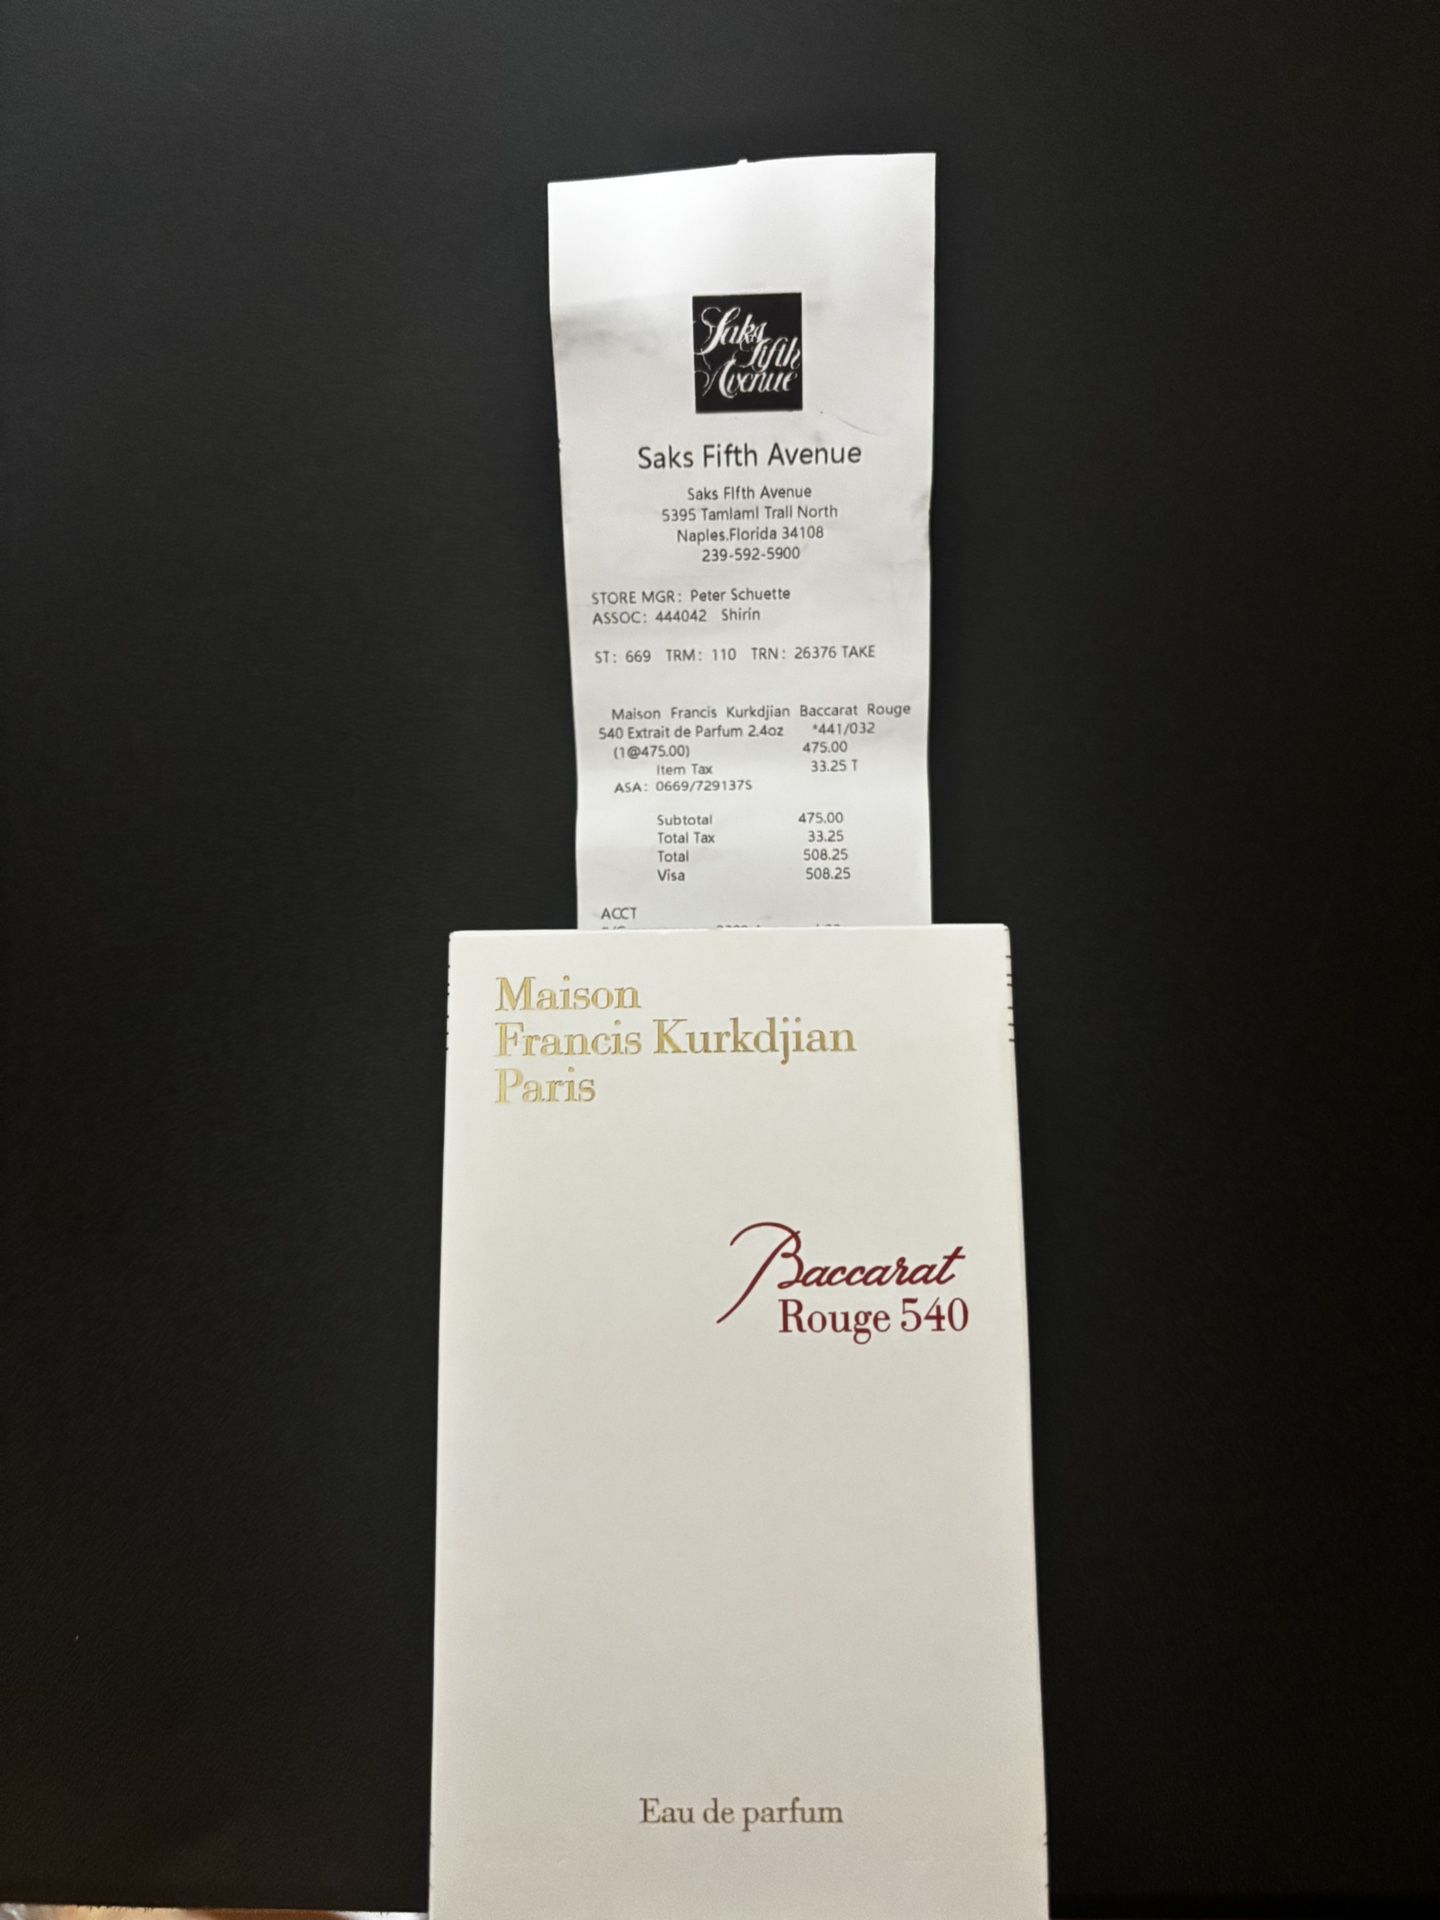 Saks
Fifth
Avenue
Saks Fifth Avenue
Saks FIfth Avenue
5395 TamIamI TraIl North
Naples.Florida 34108
239-592-5900
STORE MGR: Peter Schuette
ASSOC: 444042 Shirin
ST: 669 TRM: 110 TRN: 26376 TAKE
Maison Francis Kurkdjian Baccarat Rouge
540 Extrait de Parfum 2.4oz *441/032
(1@475.00) 475.00
Item Tax 33.25 T
ASA: 0669/729137S
Subtotal 475.00
Total Tax 33.25
Total 508.25
Visa 508.25
ACCT
Maison
Francis Kurkdjian
Paris
Baccarat
Rouge 540
Eau de parfum